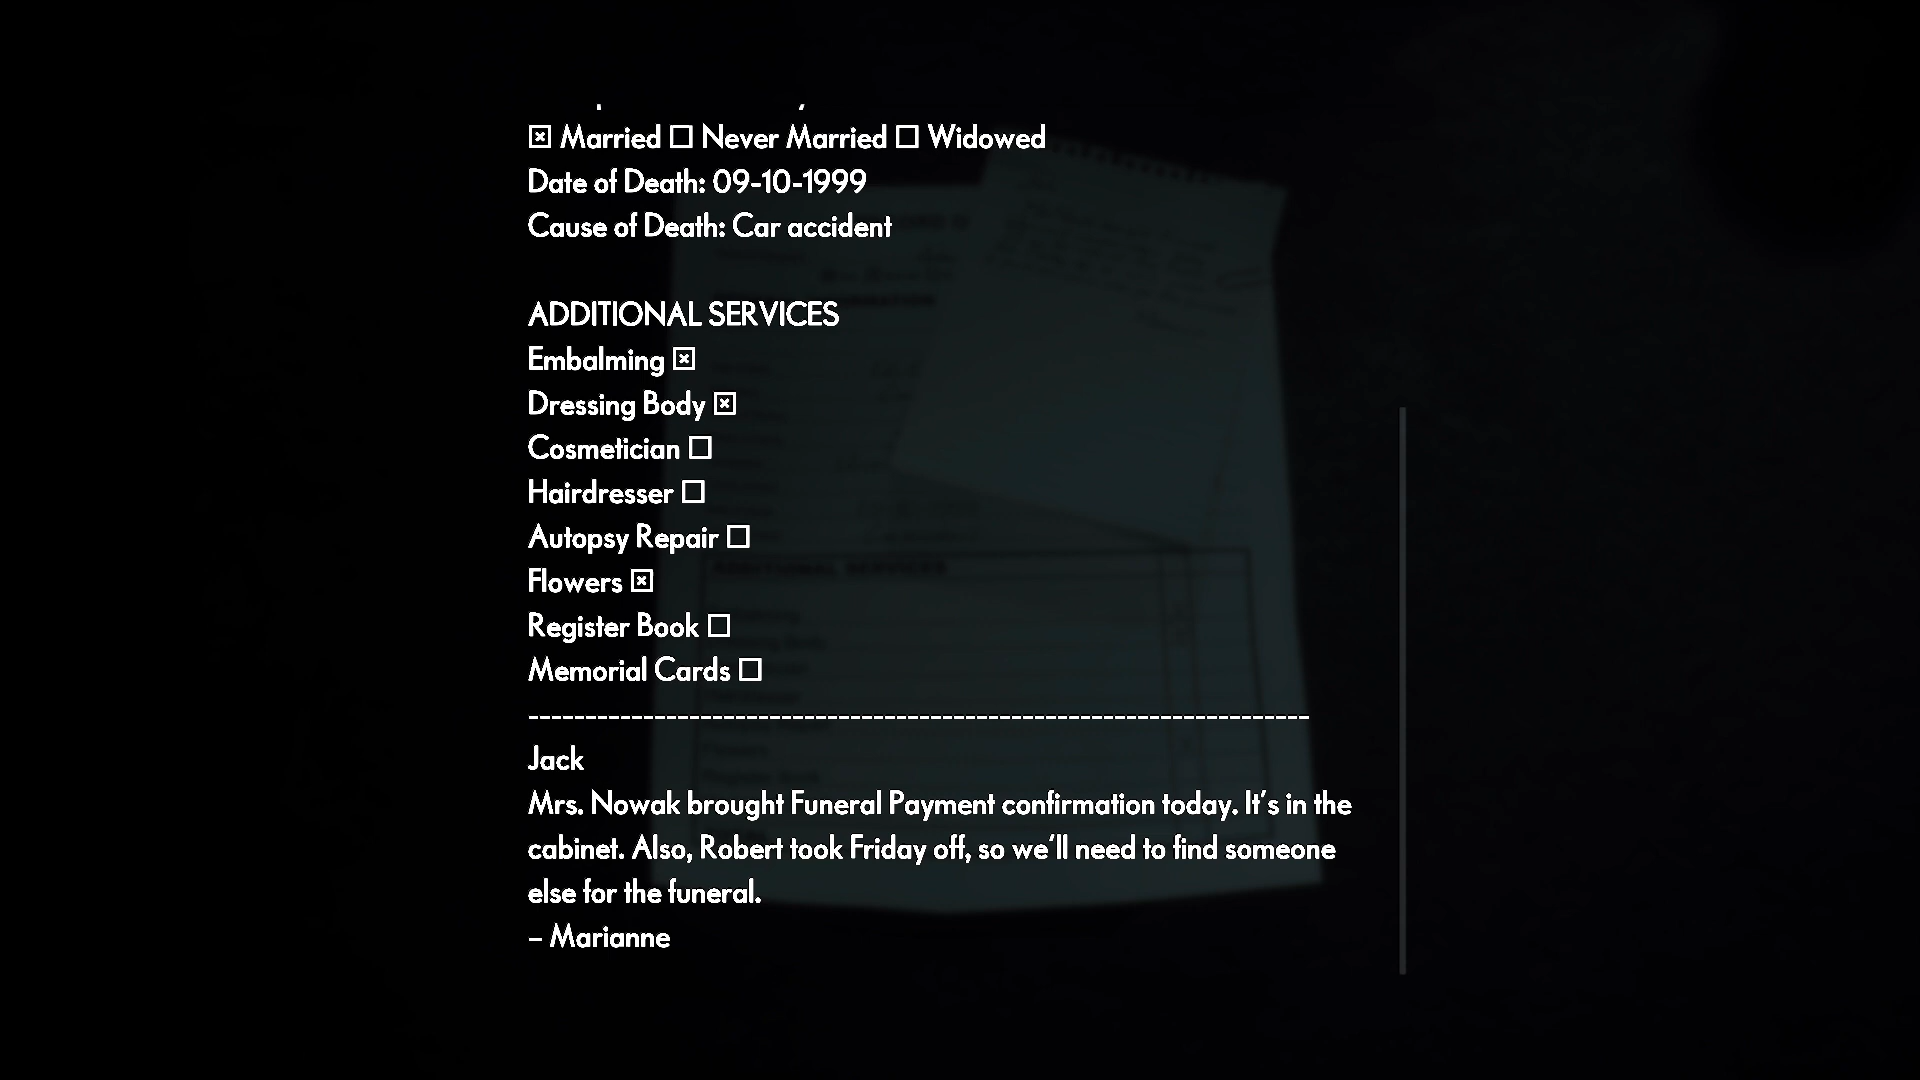 ☒ Married ☐ Never Married ☐ Widowed
Date of Death: 09-10-1999
Cause of Death: Car accident
ADDITIONAL SERVICES
Embalming ☒
Dressing Body ☒
Cosmetician ☐
Hairdresser ☐
Autopsy Repair ☐
Flowers ☒
Register Book ☐
Memorial Cards ☐
--------------------------------------------------------------------
Jack
Mrs. Nowak brought Funeral Payment confirmation today. It's in the
cabinet. Also, Robert took Friday off, so we'll need to find someone
else for the funeral.
– Marianne
ADDITIONAL SERVICES